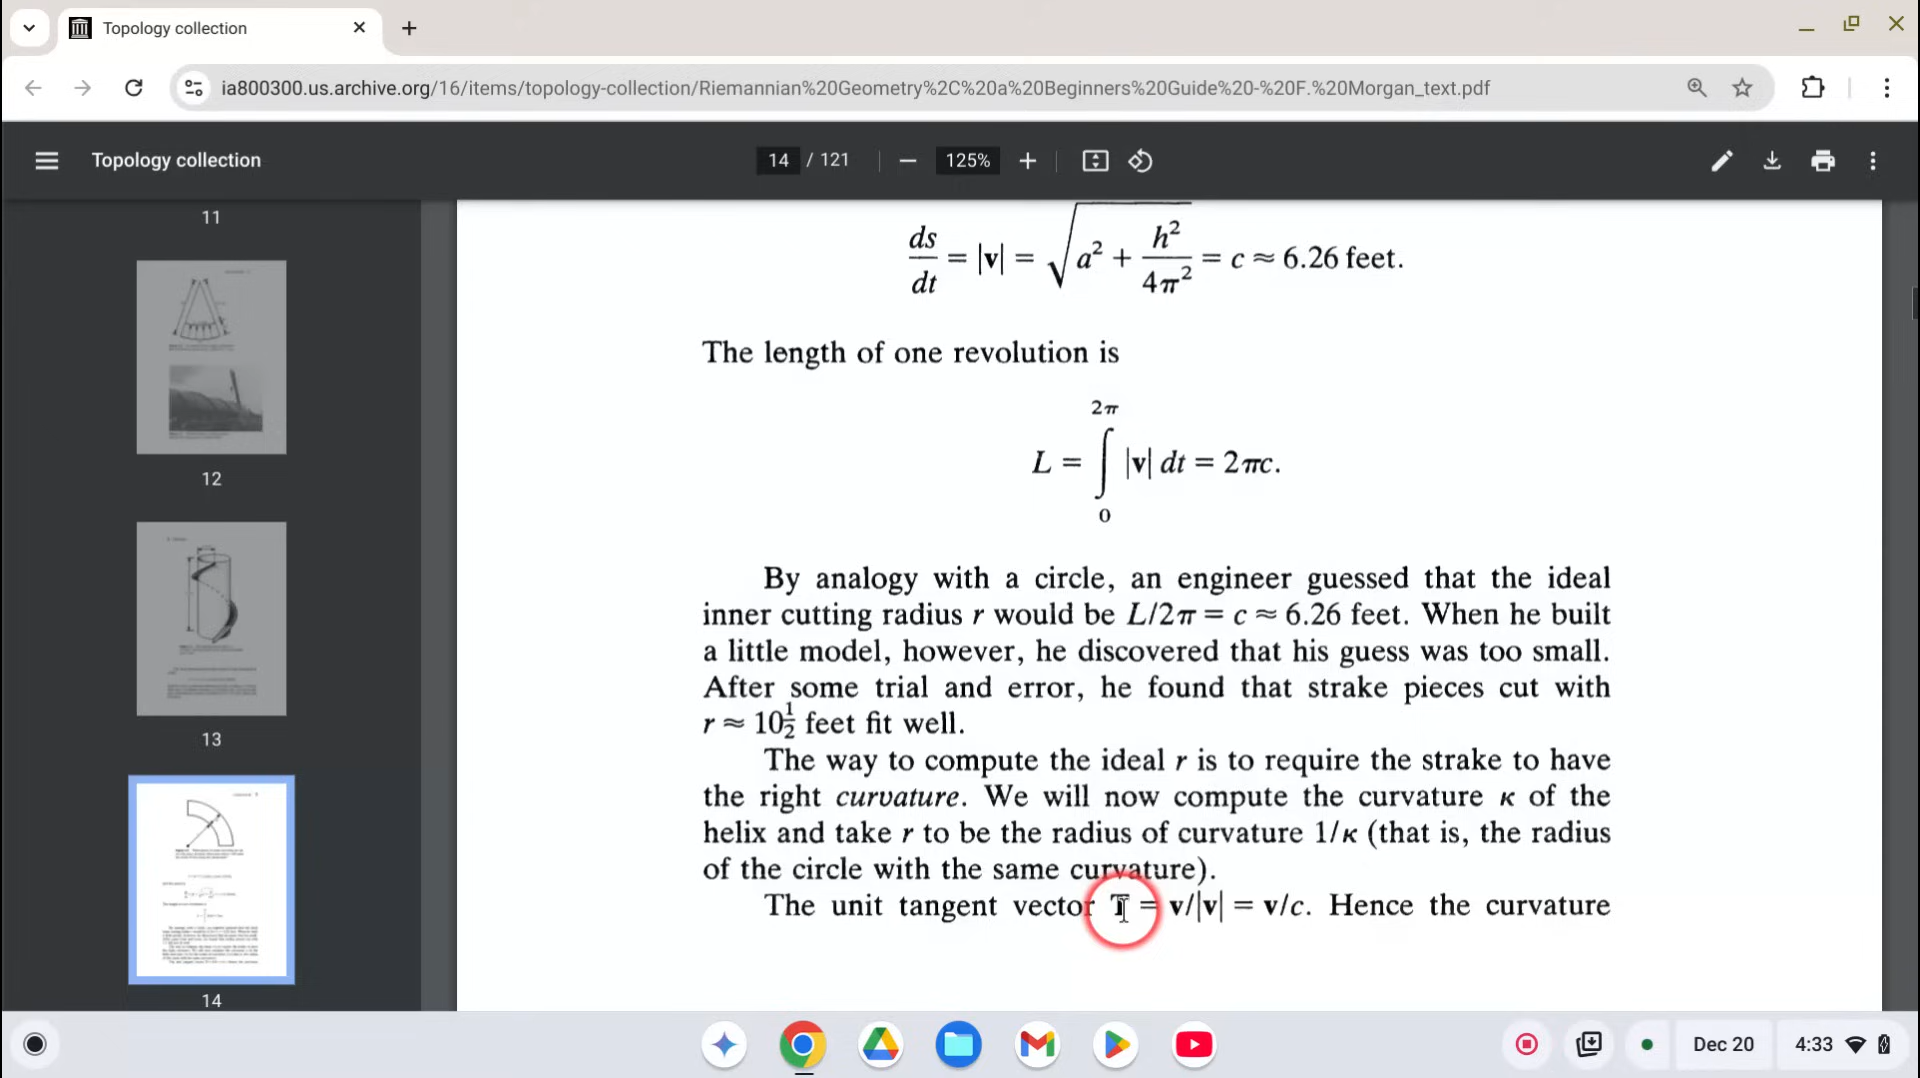 Topology collection
ia800300.us.archive.org/16/items/topology-collection/Riemannian%20Geometry%2C%20a%20Beginners%20Guide%20-%20F.%20Morgan_text.pdf
Topology collection
14 / 121
125%
11
12
13
14
ds/dt = |v| = √(a² + h²/4π²) = c ≈ 6.26 feet.
The length of one revolution is
2π
L = ∫ |v| dt = 2πc.
0
By analogy with a circle, an engineer guessed that the ideal
inner cutting radius r would be L/2π = c ≈ 6.26 feet. When he built
a little model, however, he discovered that his guess was too small.
After some trial and error, he found that strake pieces cut with
r ≈ 10½ feet fit well.
The way to compute the ideal r is to require the strake to have
the right curvature. We will now compute the curvature κ of the
helix and take r to be the radius of curvature 1/κ (that is, the radius
of the circle with the same curvature).
The unit tangent vector T = v/|v| = v/c. Hence the curvature
Dec 20
4:33